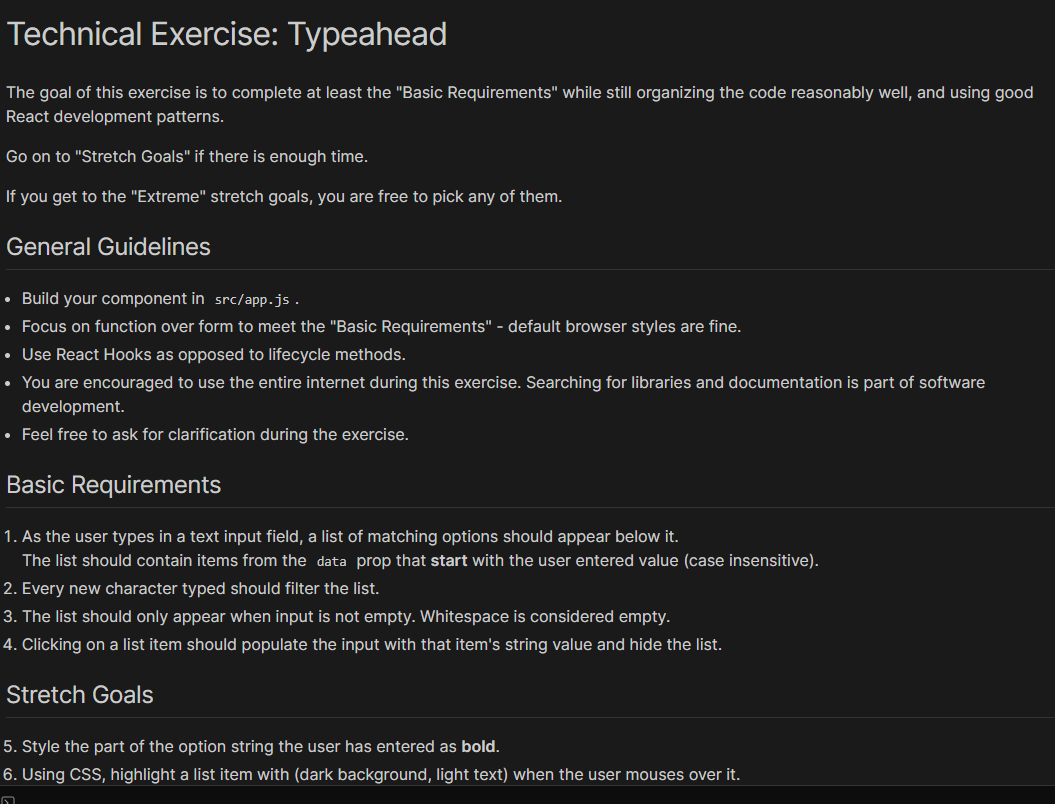 Technical Exercise: Typeahead
The goal of this exercise is to complete at least the "Basic Requirements" while still organizing the code reasonably well, and using good
React development patterns.
Go on to "Stretch Goals" if there is enough time.
If you get to the "Extreme" stretch goals, you are free to pick any of them.
General Guidelines
• Build your component in src/app.js .
• Focus on function over form to meet the "Basic Requirements" - default browser styles are fine.
• Use React Hooks as opposed to lifecycle methods.
• You are encouraged to use the entire internet during this exercise. Searching for libraries and documentation is part of software
development.
• Feel free to ask for clarification during the exercise.
Basic Requirements
1. As the user types in a text input field, a list of matching options should appear below it.
The list should contain items from the data prop that start with the user entered value (case insensitive).
2. Every new character typed should filter the list.
3. The list should only appear when input is not empty. Whitespace is considered empty.
4. Clicking on a list item should populate the input with that item's string value and hide the list.
Stretch Goals
5. Style the part of the option string the user has entered as bold.
6. Using CSS, highlight a list item with (dark background, light text) when the user mouses over it.